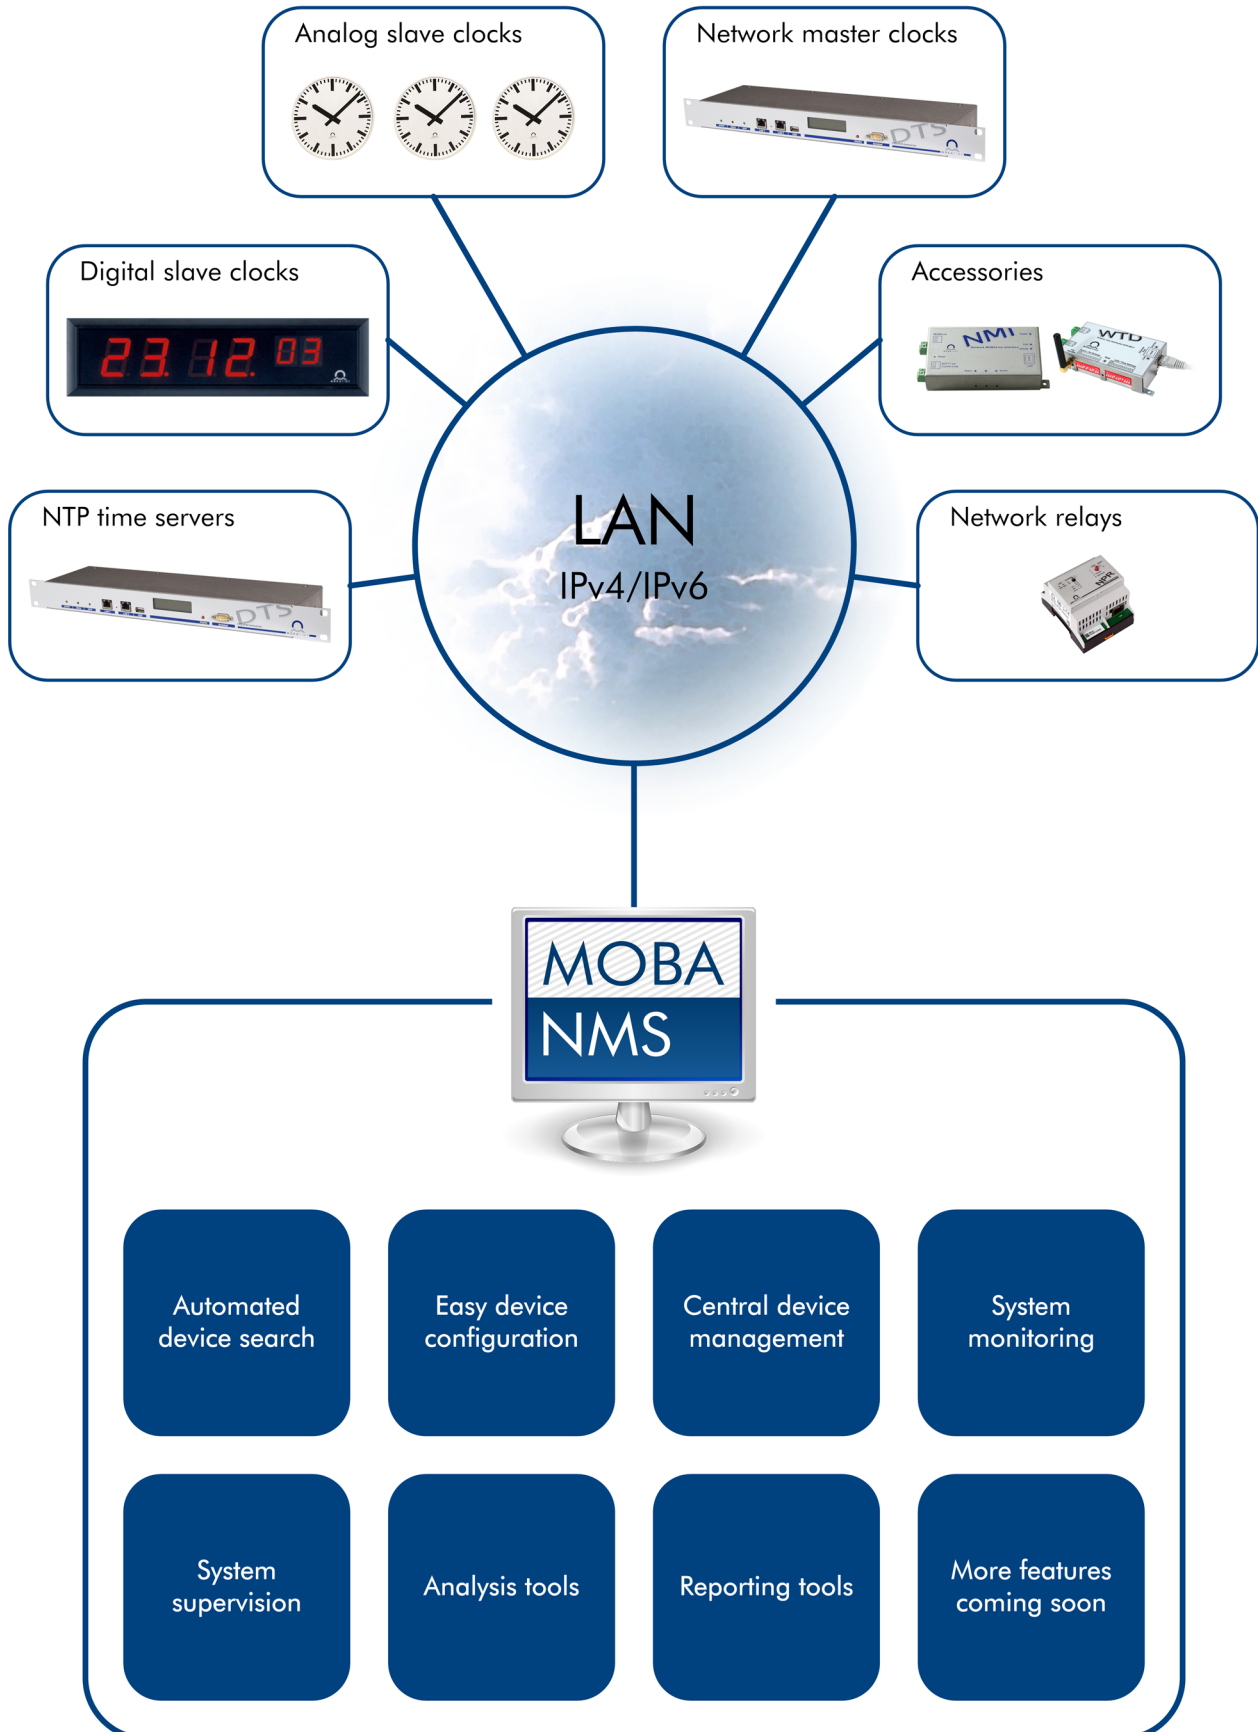 Analog slave clocks
Network master clocks
DTS
Digital slave clocks
23.12.03
Accessories
NMI
WTD
NTP time servers
DTS
LAN
IPv4/IPv6
Network relays
NPR
MOBA
NMS
Automated
device search
Easy device
configuration
Central device
management
System
monitoring
System
supervision
Analysis tools
Reporting tools
More features
coming soon